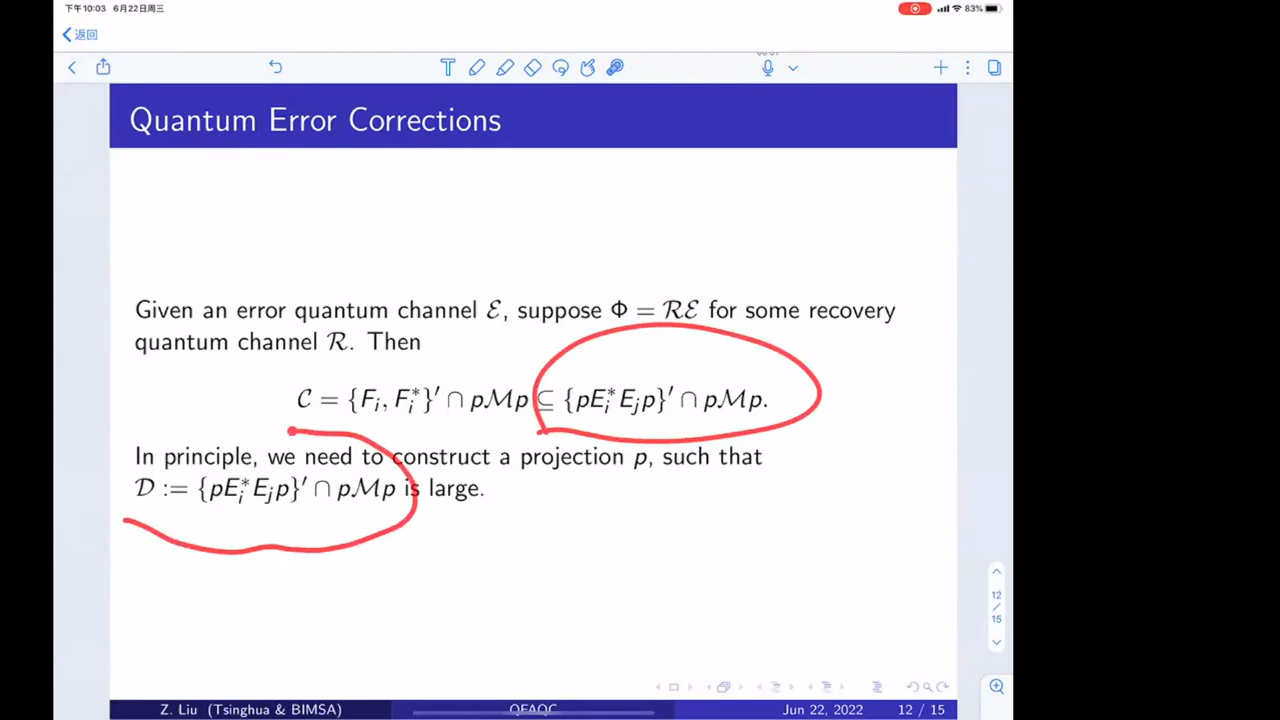 下午10:03 6月22日周三
83%
返回
Quantum Error Corrections
Given an error quantum channel ℰ, suppose Φ = ℛℰ for some recovery
quantum channel ℛ. Then
𝒞 = {F_i, F_i^*}′ ∩ pℳp ⊆ {pE_i^*E_jp}′ ∩ pℳp.
In principle, we need to construct a projection p, such that
𝒟 := {pE_i^*E_jp}′ ∩ pℳp is large.
12
/
15
Z. Liu (Tsinghua & BIMSA) QFAQC Jun 22, 2022 12 / 15